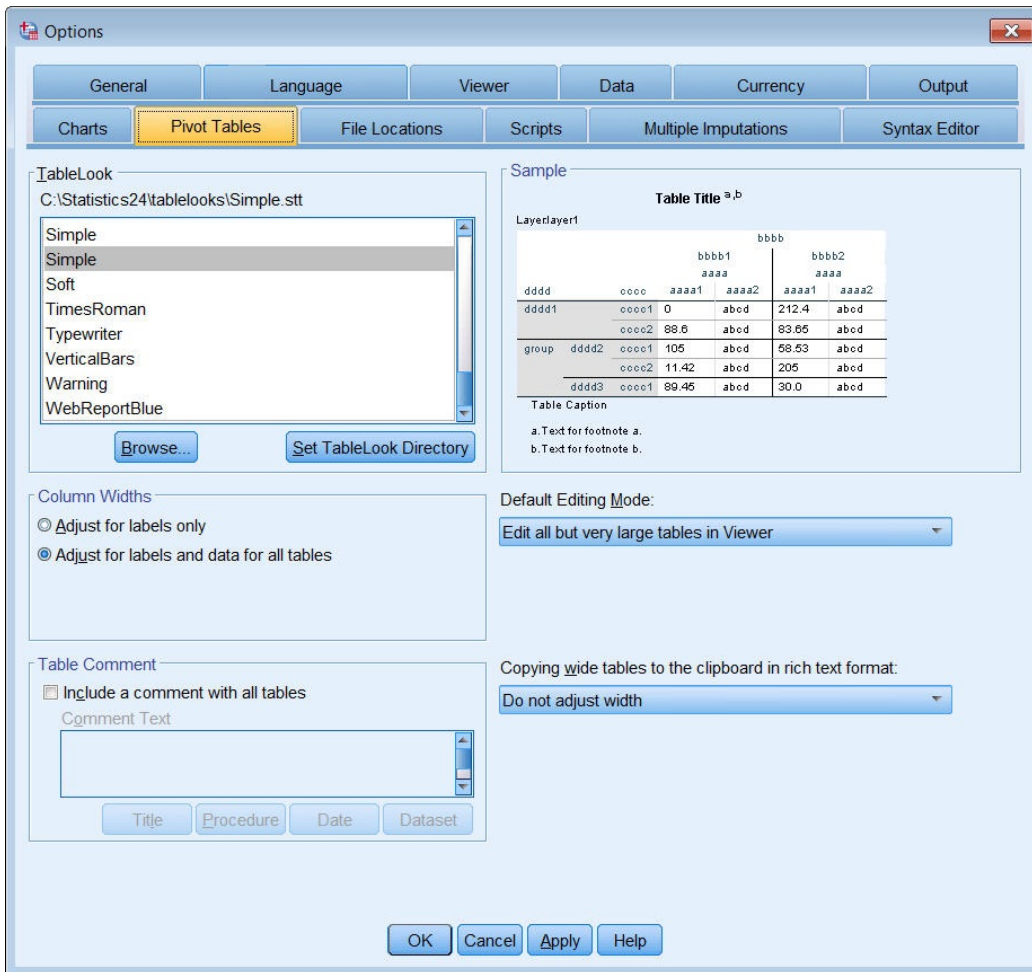 Options
General Language Viewer Data Currency Output
Charts Pivot Tables File Locations Scripts Multiple Imputations Syntax Editor
TableLook
C:\Statistics24\tablelooks\Simple.stt
Simple
Simple
Soft
TimesRoman
Typewriter
VerticalBars
Warning
WebReportBlue
Browse... Set TableLook Directory
Sample
Table Title a,b
Layer:layer1
bbbb
bbbb1 bbbb2
aaaa aaaa
dddd cccc aaaa1 aaaa2 aaaa1 aaaa2
dddd1 cccc1 0 abcd 212.4 abcd
cccc2 88.6 abcd 83.65 abcd
group dddd2 cccc1 105 abcd 58.53 abcd
cccc2 11.42 abcd 205 abcd
dddd3 cccc1 89.45 abcd 30.0 abcd
Table Caption
a.Text for footnote a.
b.Text for footnote b.
Column Widths
Adjust for labels only
Adjust for labels and data for all tables
Default Editing Mode:
Edit all but very large tables in Viewer
Table Comment
Include a comment with all tables
Comment Text
Title Procedure Date Dataset
Copying wide tables to the clipboard in rich text format:
Do not adjust width
OK Cancel Apply Help